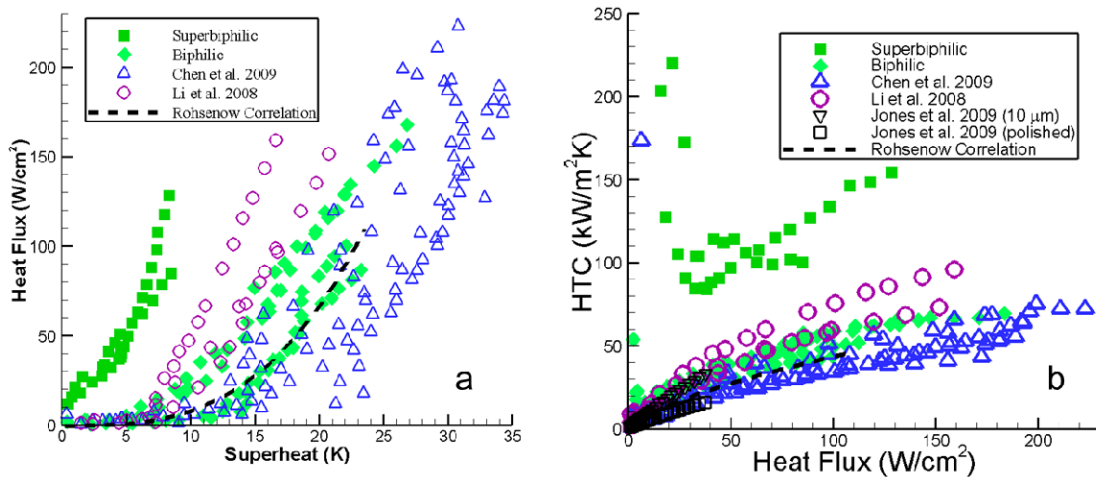 Heat Flux (W/cm²)
200
150
100
50
0
Superbiphilic
Biphilic
Chen et al. 2009
Li et al. 2008
Rohsenow Correlation
a
0
5
10
15
20
25
30
35
Superheat (K)
HTC (kW/m²K)
250
200
150
100
50
0
Superbiphilic
Biphilic
Chen et al. 2009
Li et al. 2008
Jones et al. 2009 (10 μm)
Jones et al. 2009 (polished)
Rohsenow Correlation
b
0
50
100
150
200
Heat Flux (W/cm²)